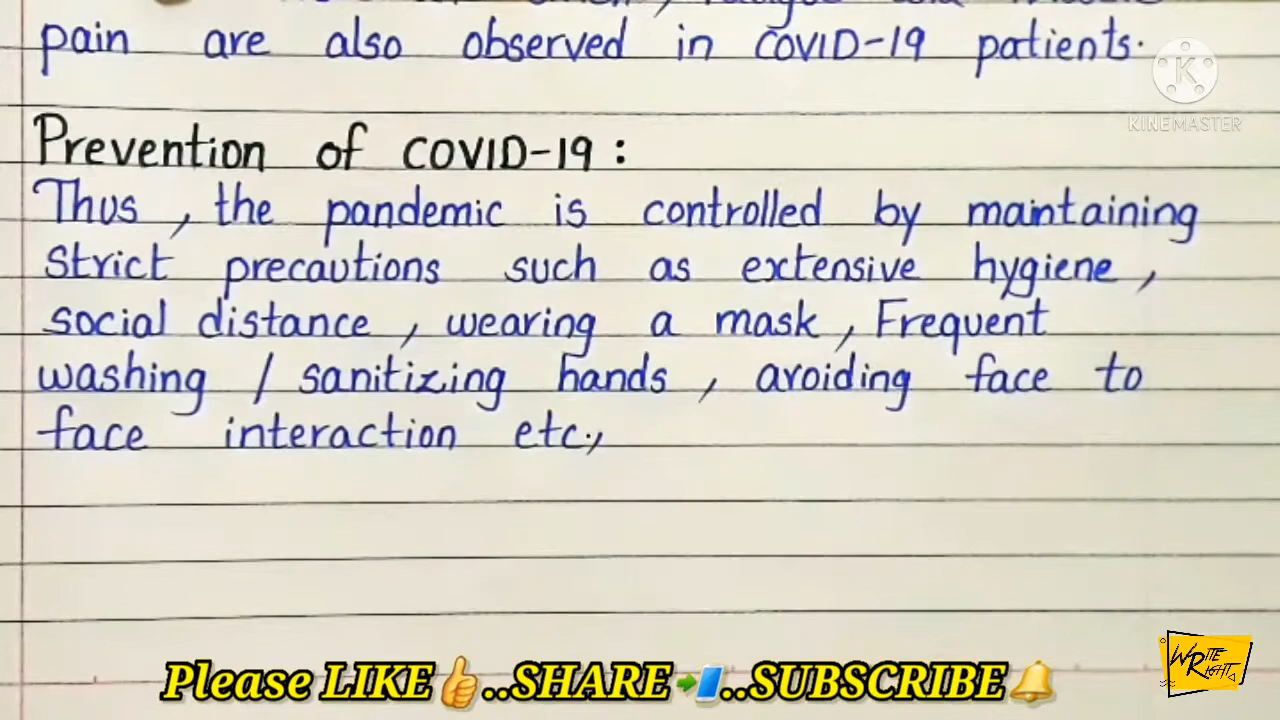 pain are also observed in COVID-19 patients.
KINEMASTER
Prevention of COVID-19 :
Thus, the pandemic is controlled by maintaining
strict precautions such as extensive hygiene,
social distance, wearing a mask, Frequent
washing / sanitizing hands, avoiding face to
face interaction etc.,
Please LIKE👍..SHARE📲..SUBSCRIBE🔔
WRITE
RIGHT